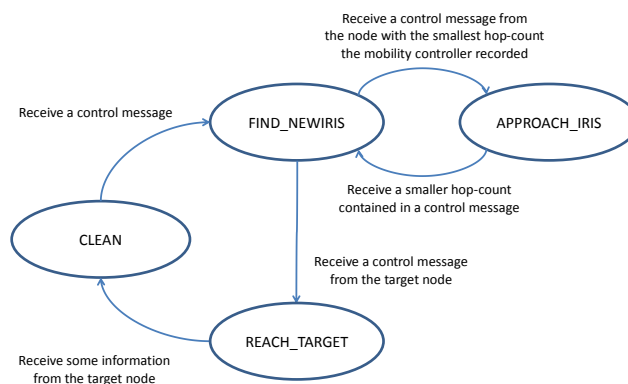 Receive a control message from
the node with the smallest hop-count
the mobility controller recorded
Receive a control message
FIND_NEWIRIS
APPROACH_IRIS
Receive a smaller hop-count
contained in a control message
CLEAN
Receive a control message
from the target node
REACH_TARGET
Receive some information
from the target node